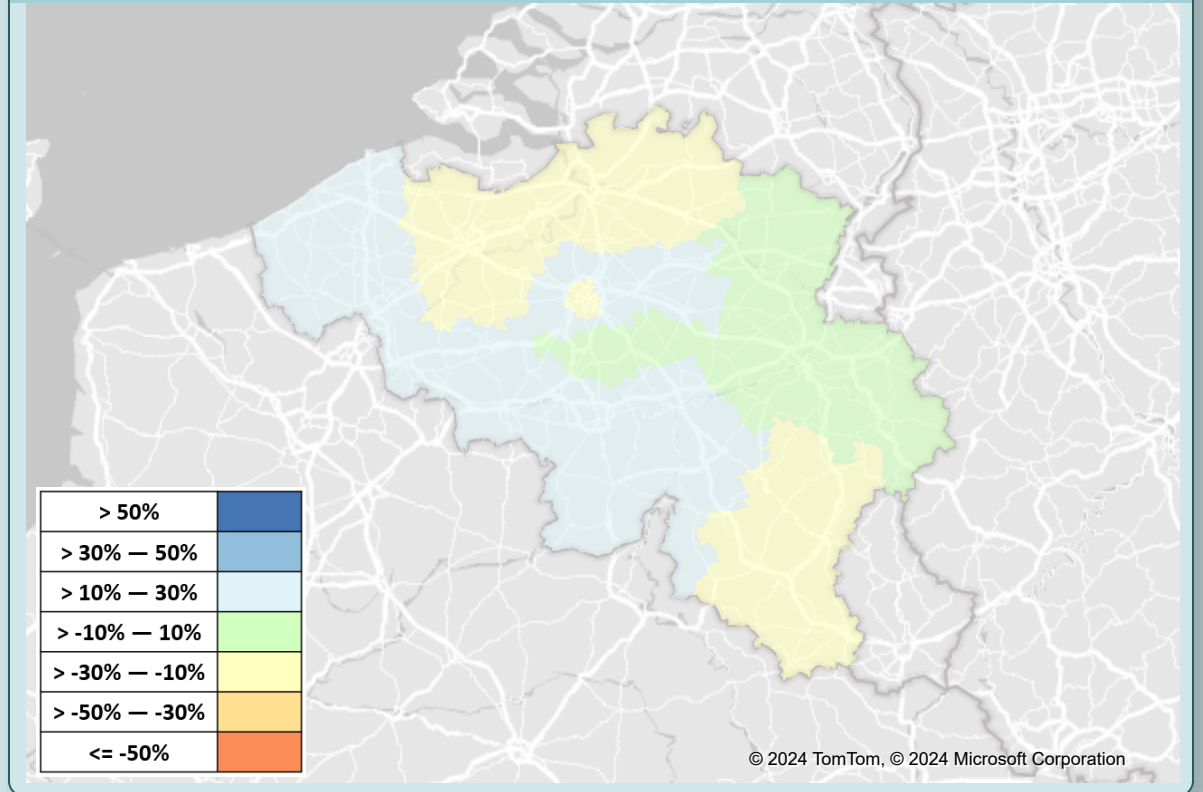 > 50%
> 30% — 50%
> 10% — 30%
> -10% — 10%
> -30% — -10%
> -50% — -30%
<= -50%
© 2024 TomTom, © 2024 Microsoft Corporation